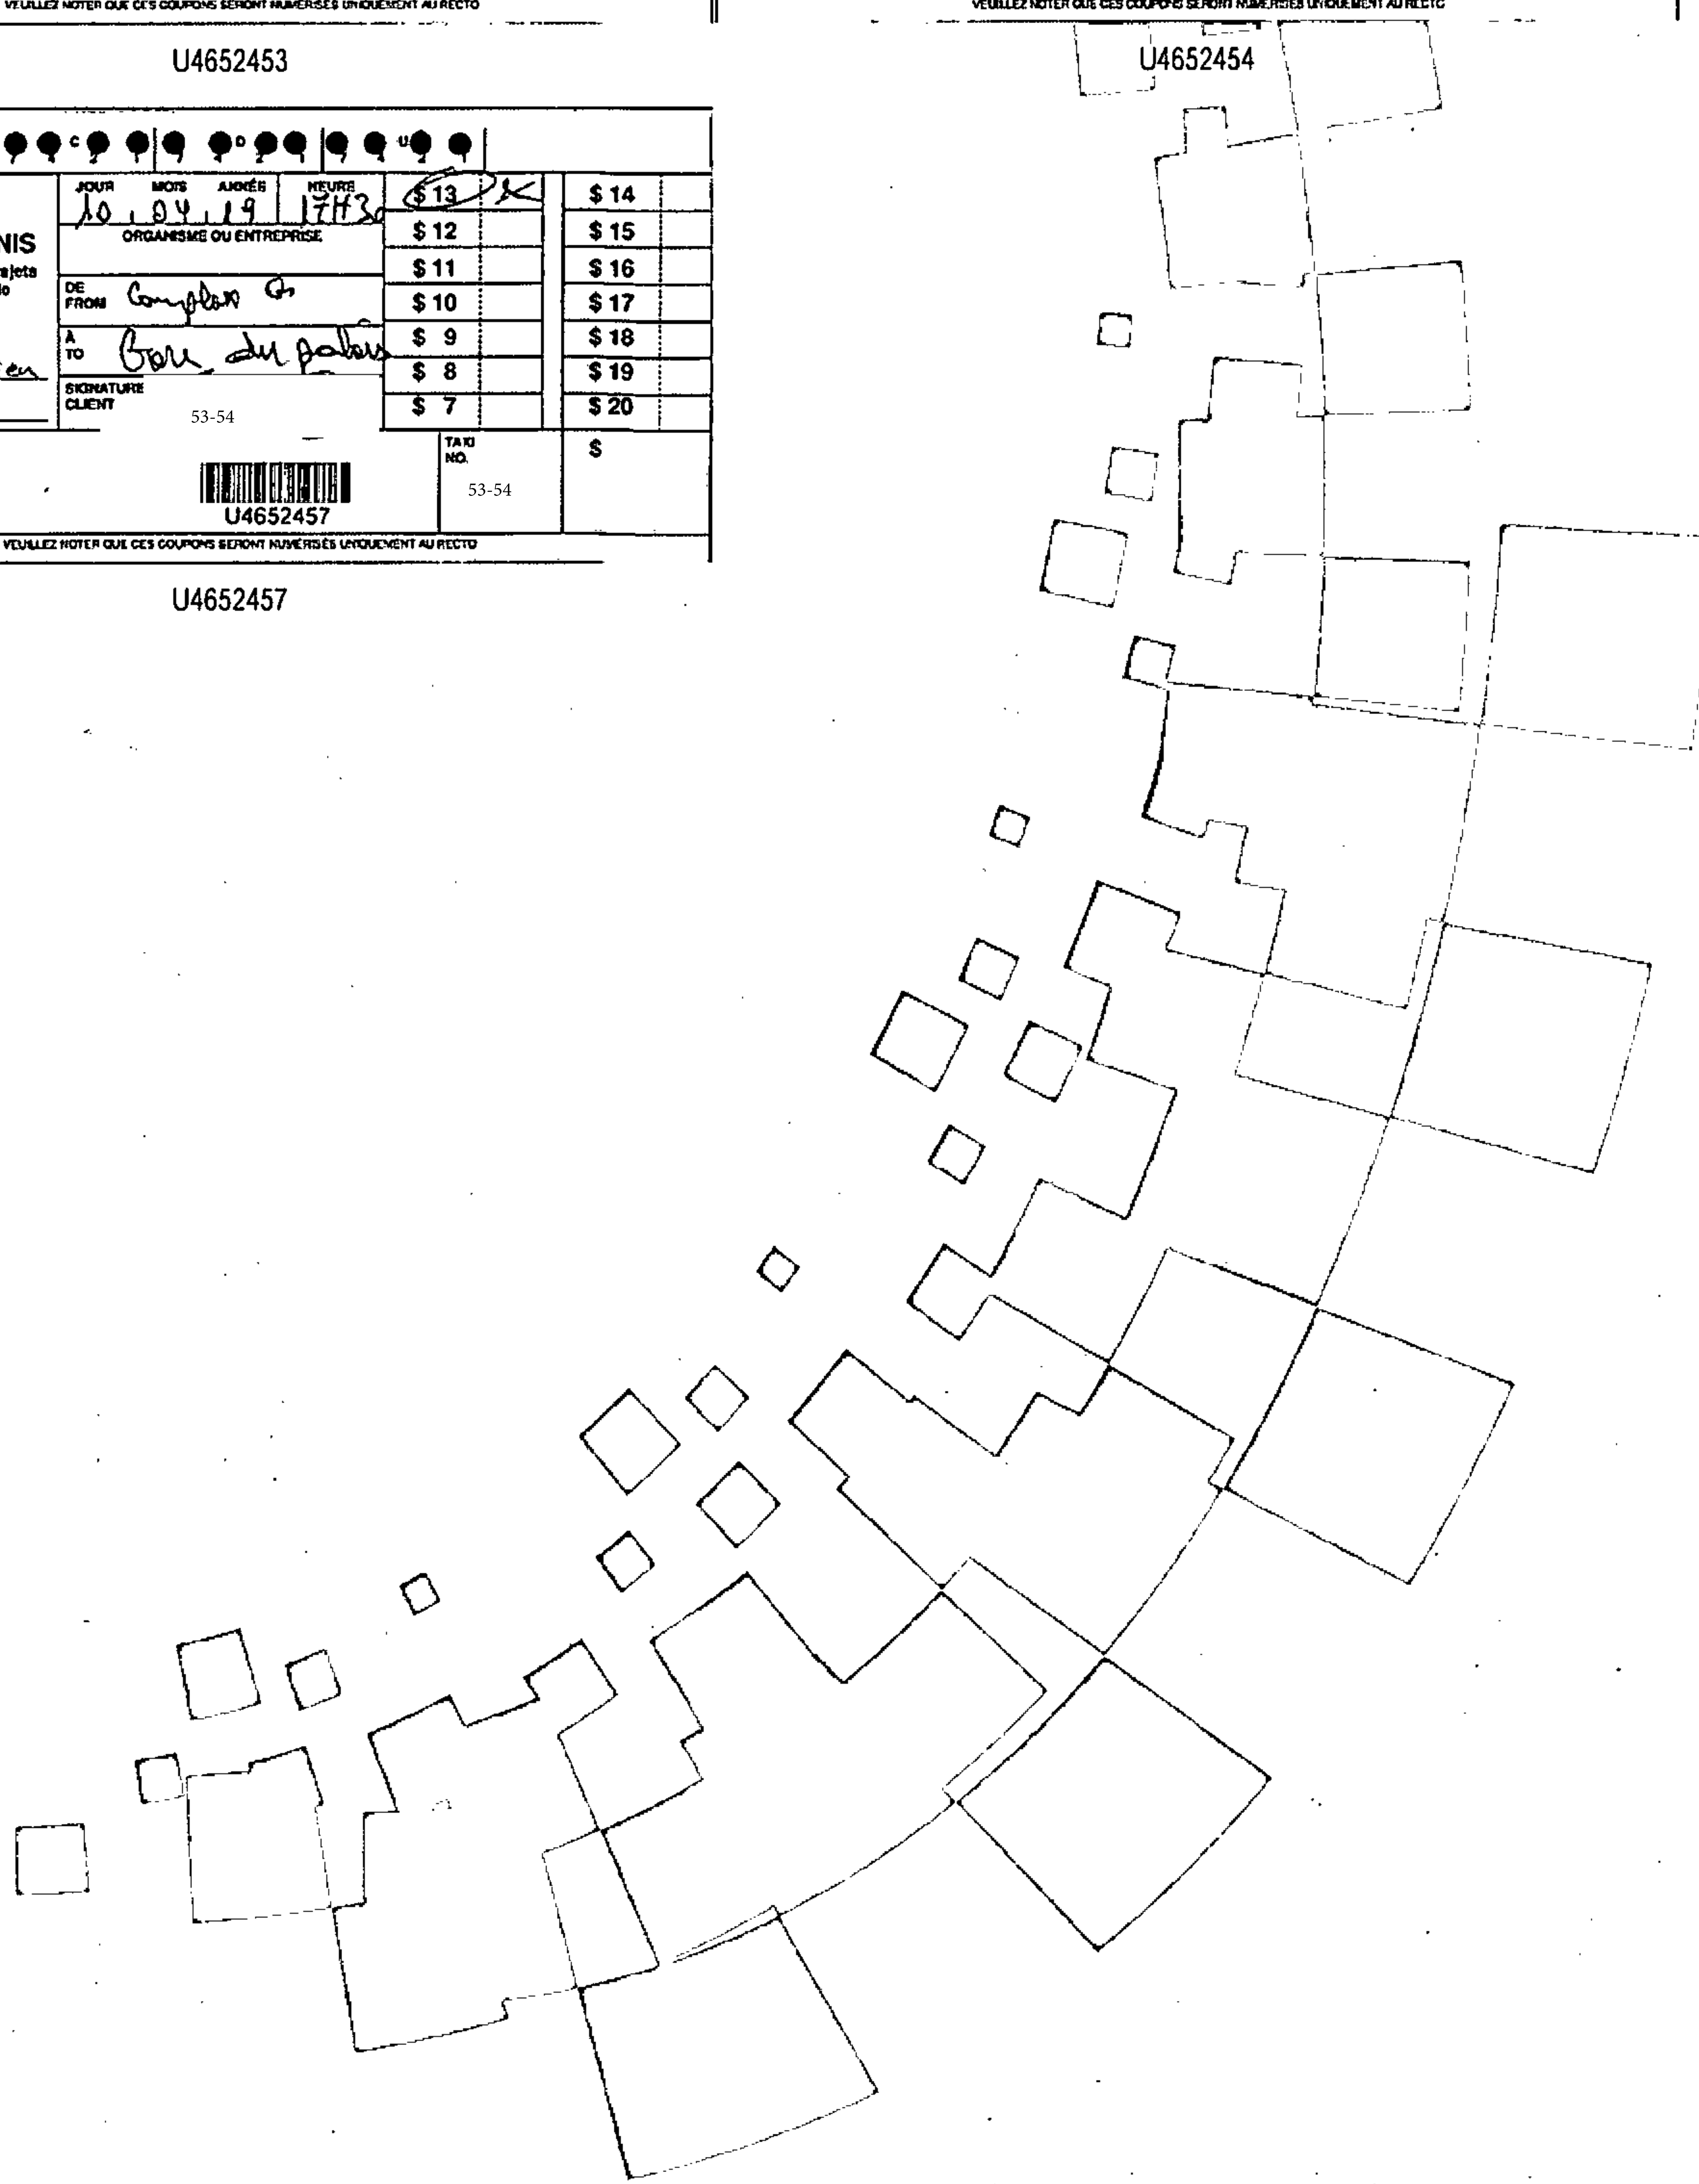 VEUILLEZ NOTER QUE CES COUPONS SERONT NUMÉRISÉS UNIQUEMENT AU RECTO
VEUILLEZ NOTER QUE CES COUPONS SERONT NUMÉRISÉS UNIQUEMENT AU RECTO
U4652453
U4652454
C D U
JOUR MOIS ANNÉE HEURE
10 04 19 17H30
ORGANISME OU ENTREPRISE
NIS
ajets
DE
FROM Complexe G
À
TO Gare du palais
SIGNATURE
CLIENT
53-54
$ 13 X $ 14
$ 12 $ 15
$ 11 $ 16
$ 10 $ 17
$ 9 $ 18
$ 8 $ 19
$ 7 $ 20
TAXI
NO.
53-54
$
U4652457
VEUILLEZ NOTER QUE CES COUPONS SERONT NUMÉRISÉS UNIQUEMENT AU RECTO
U4652457